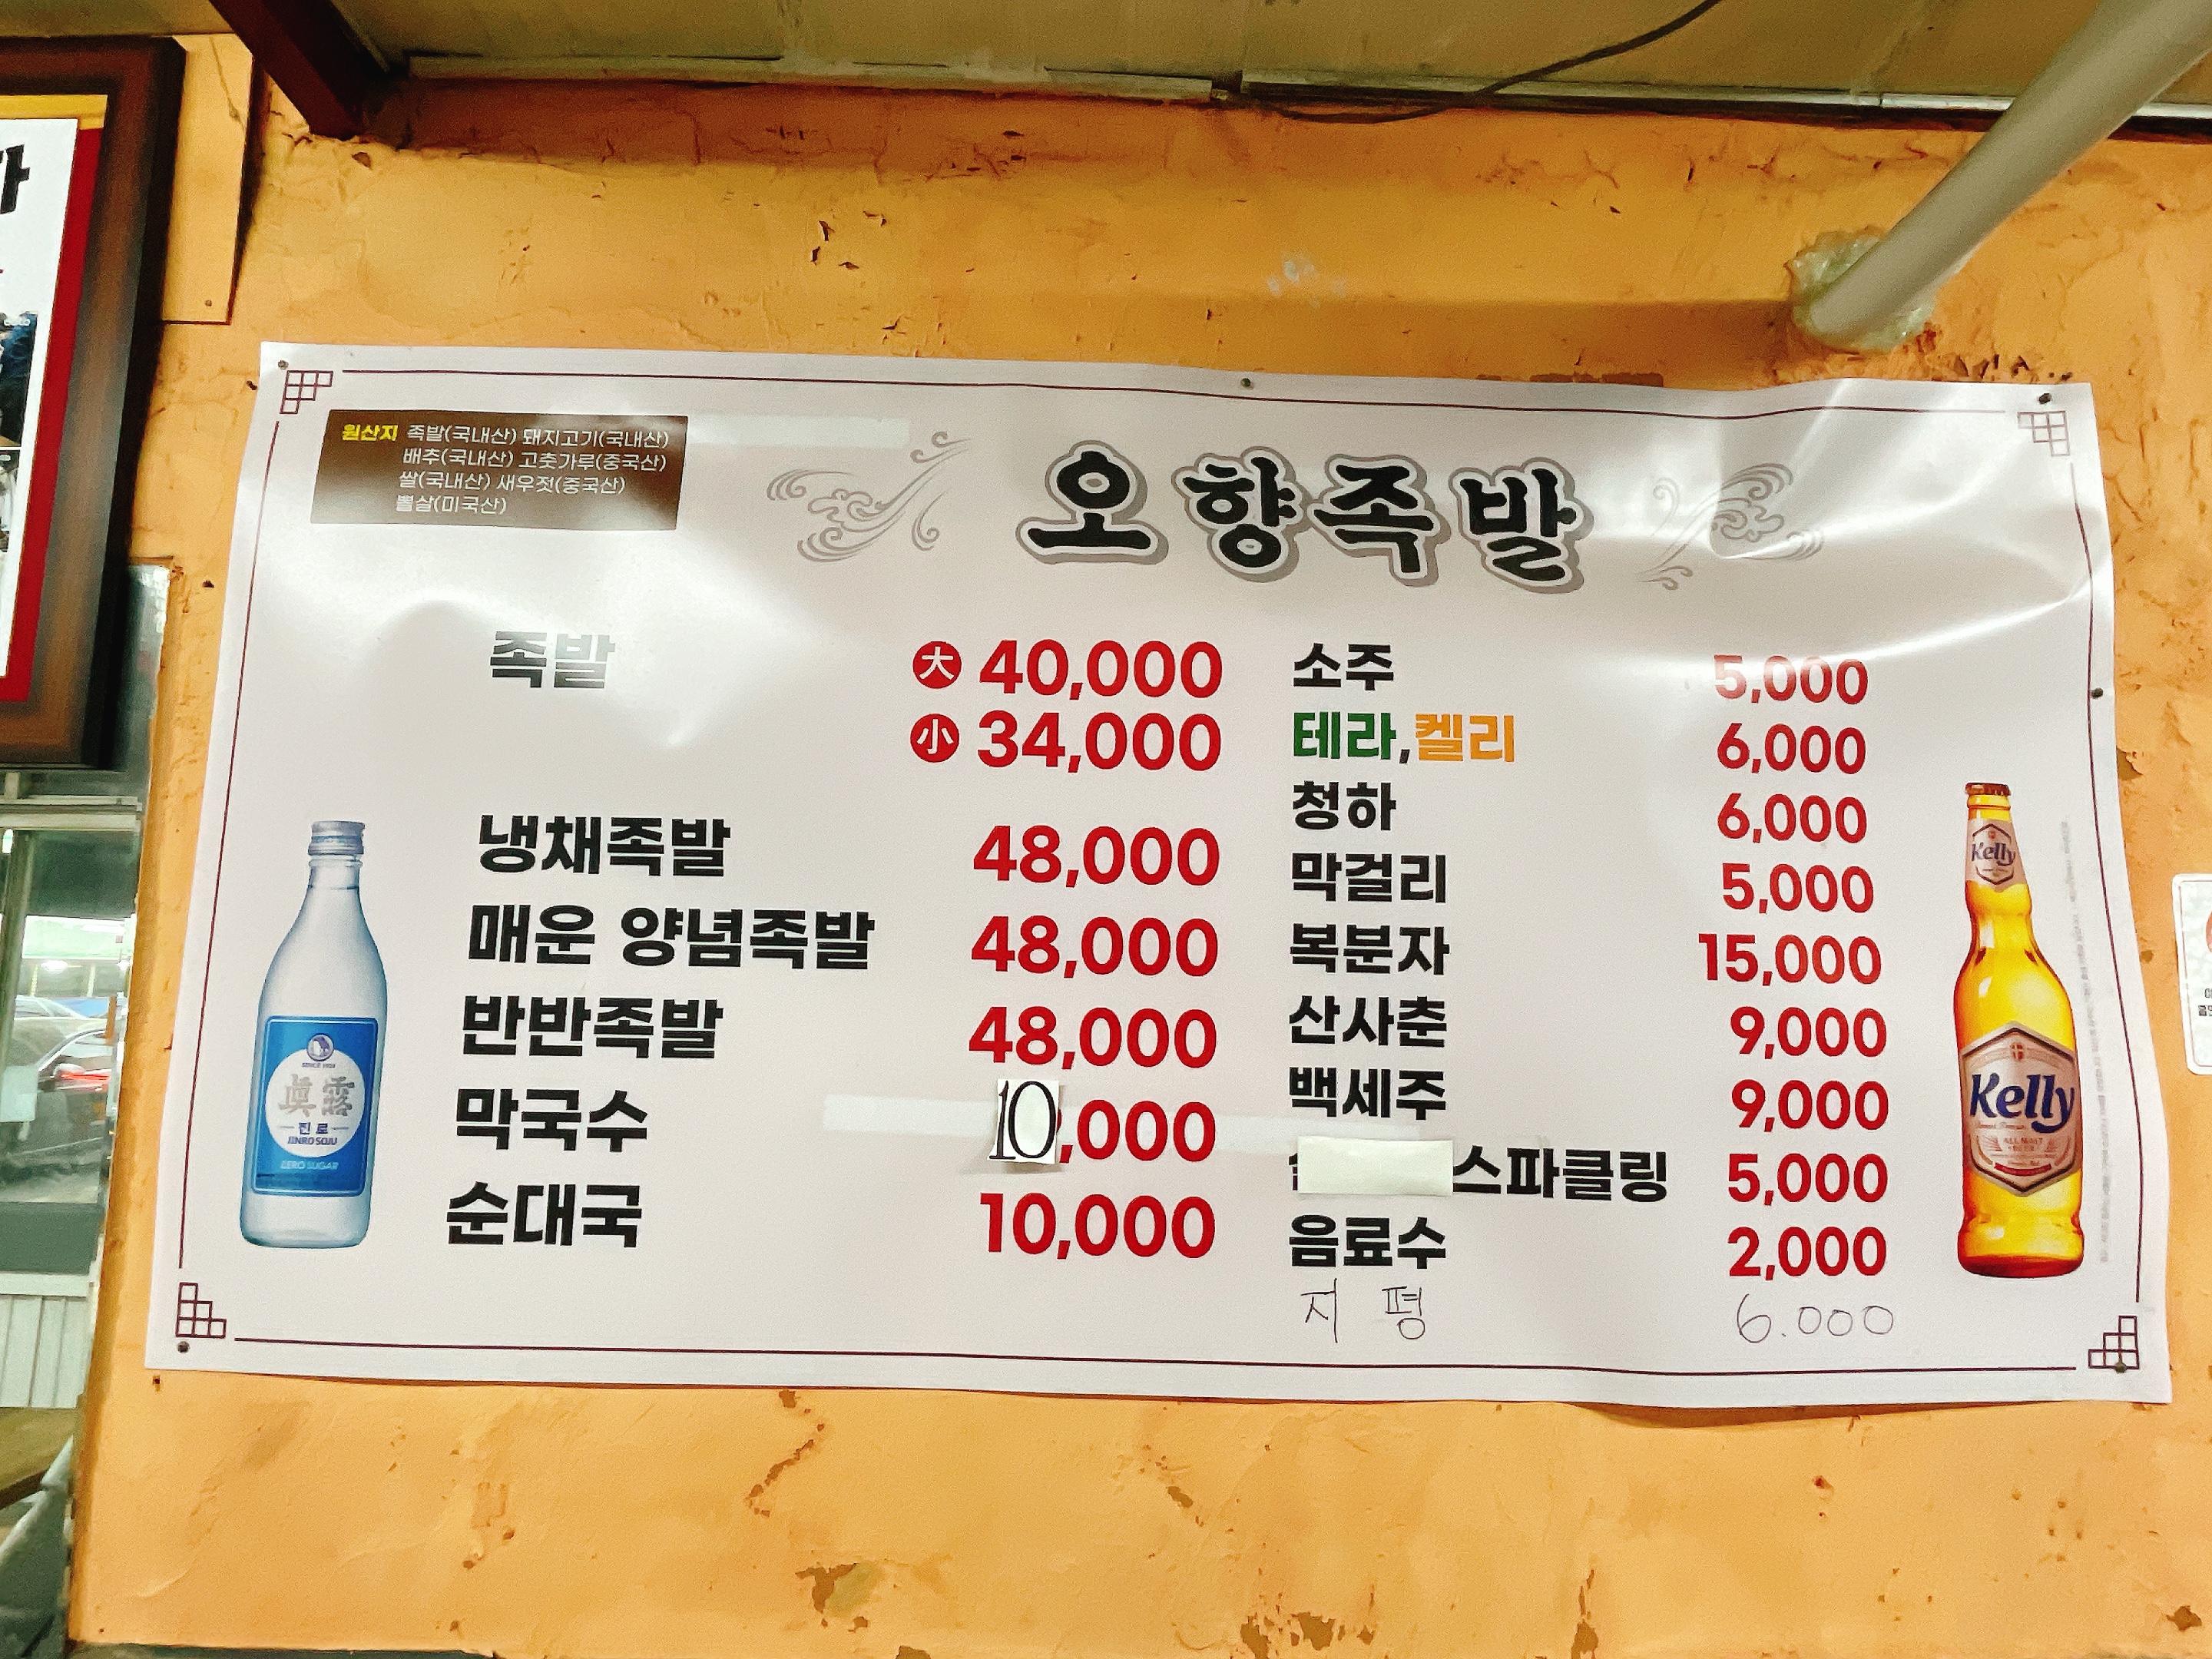 원산지 족발(국내산) 돼지고기(국내산)
배추(국내산) 고춧가루(중국산)
쌀(국내산) 새우젓(중국산)
뽈살(미국산)
오향족발
족발 大 40,000
小 34,000
냉채족발 48,000
매운 양념족발 48,000
반반족발 48,000
막국수 10,000
순대국 10,000
소주 5,000
테라,켈리 6,000
청하 6,000
막걸리 5,000
복분자 15,000
산사춘 9,000
백세주 9,000
스파클링 5,000
음료수 2,000
지평 6.000
SINCE 1924
眞露
진로
JINRO SOJU
ZERO SUGAR
Kelly
Kelly
ALL MALT